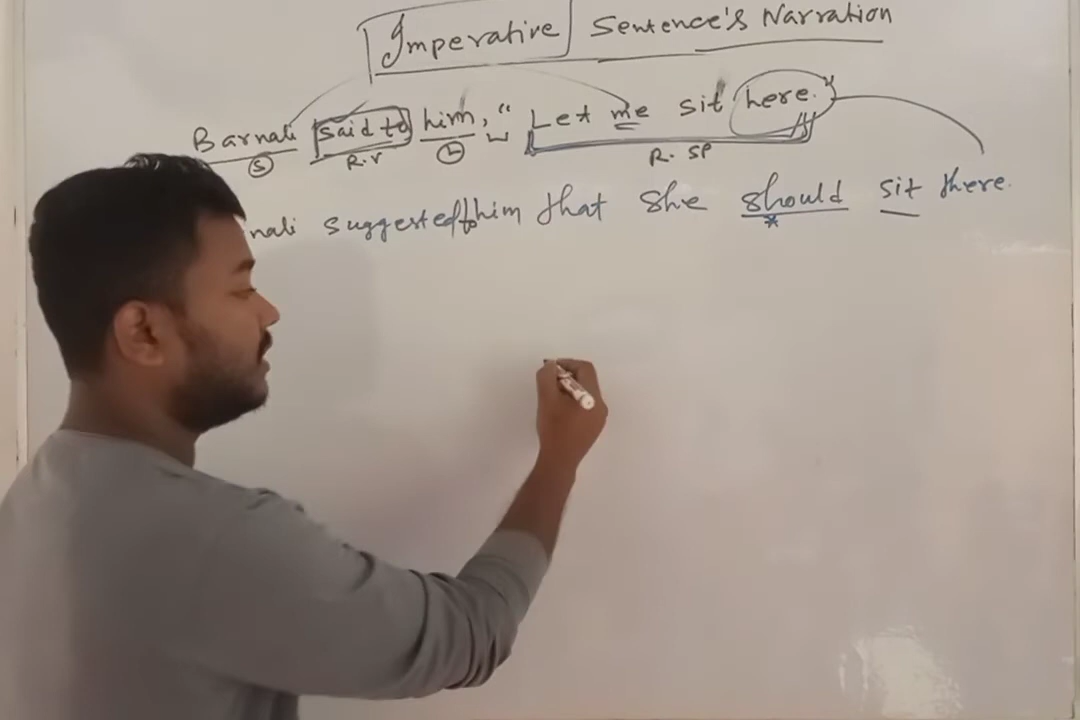 Imperative Sentence's Narration
Barnali said to him, " Let me sit here."
S R.V L R. SP
nali suggested to him that she should sit there.
*